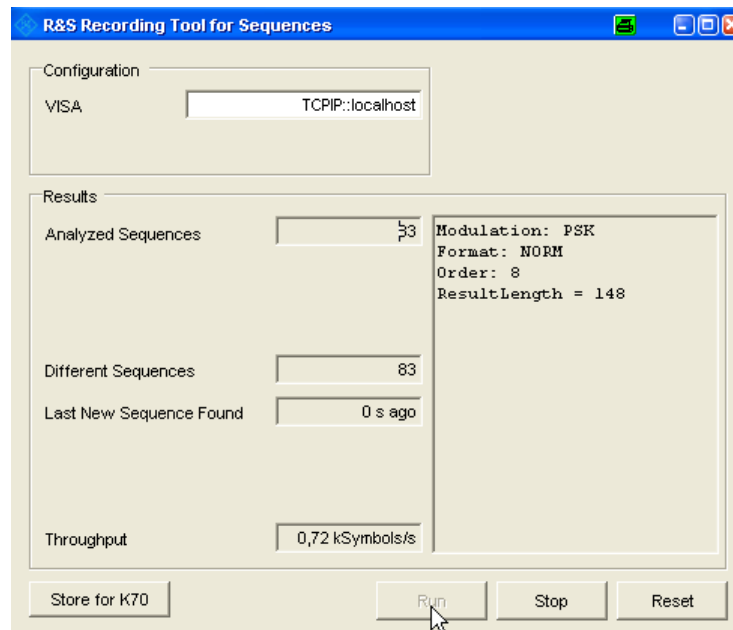 R&S Recording Tool for Sequences
Configuration
VISA TCPIP::localhost
Results
Analyzed Sequences
Modulation: PSK
Format: NORM
Order: 8
ResultLength = 148
Different Sequences 83
Last New Sequence Found 0 s ago
Throughput 0,72 kSymbols/s
Store for K70 Run Stop Reset